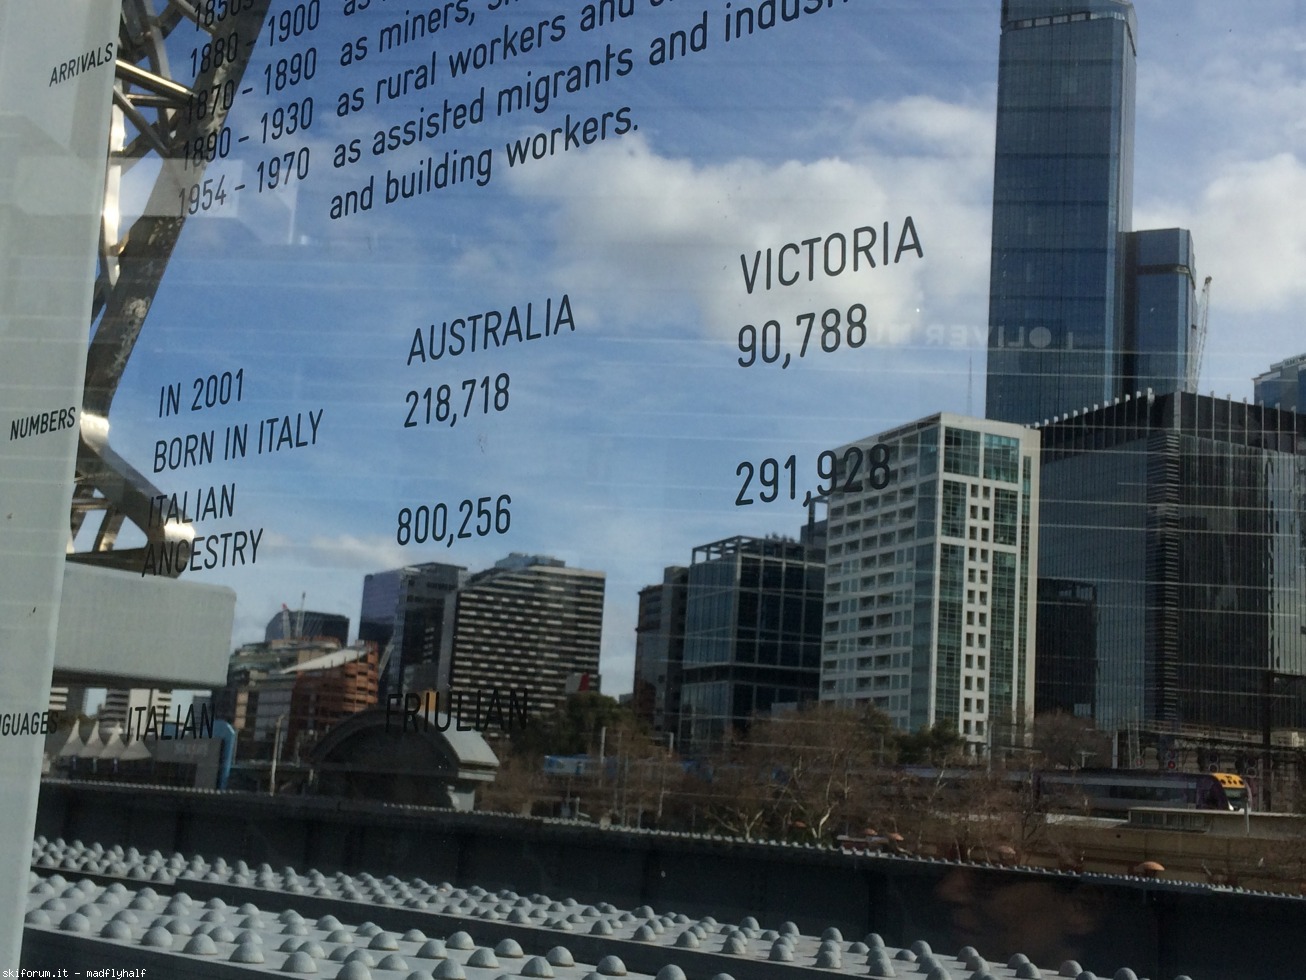 1850s
1880 – 1900 as
ARRIVALS 1870 – 1890 as miners,
1890 – 1930 as rural workers and
1954 – 1970 as assisted migrants and
and building workers.
AUSTRALIA VICTORIA
IN 2001
NUMBERS BORN IN ITALY 218,718 90,788
ITALIAN
ANCESTRY 800,256 291,928
ITALIAN FRIULIAN
skiforum.it - madflyhalf